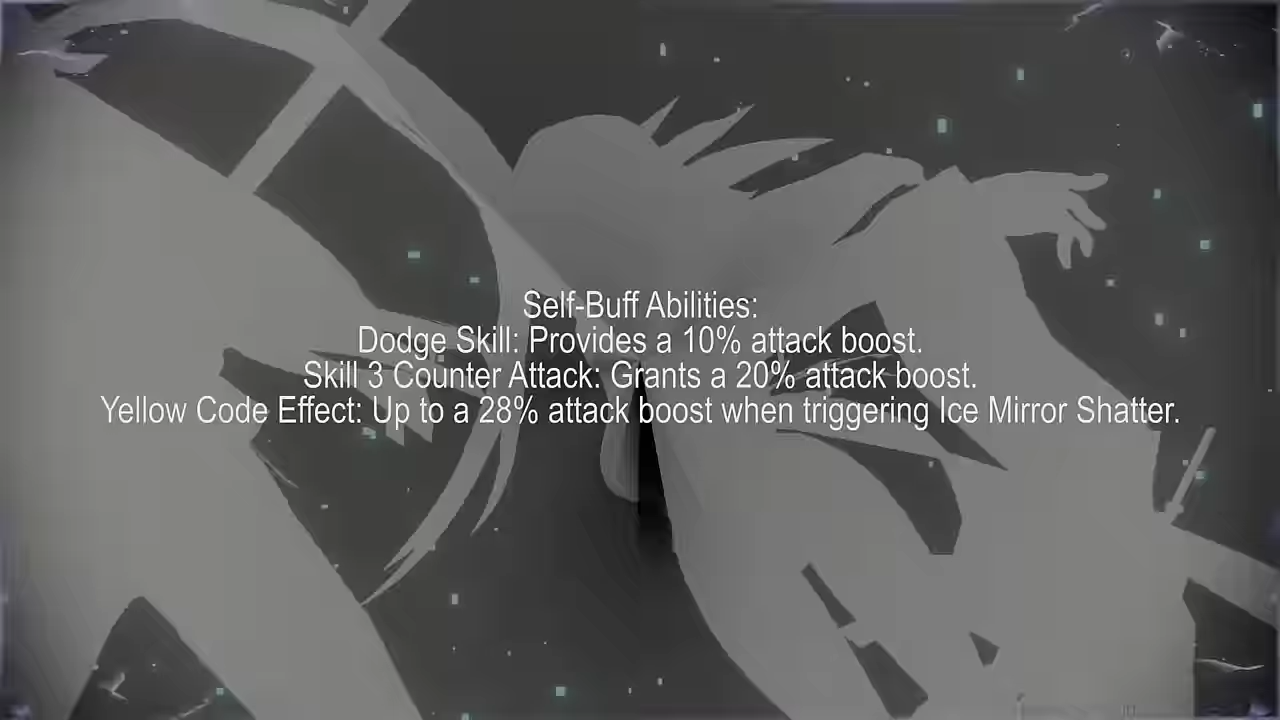 Self-Buff Abilities:
Dodge Skill: Provides a 10% attack boost.
Skill 3 Counter Attack: Grants a 20% attack boost.
Yellow Code Effect: Up to a 28% attack boost when triggering Ice Mirror Shatter.